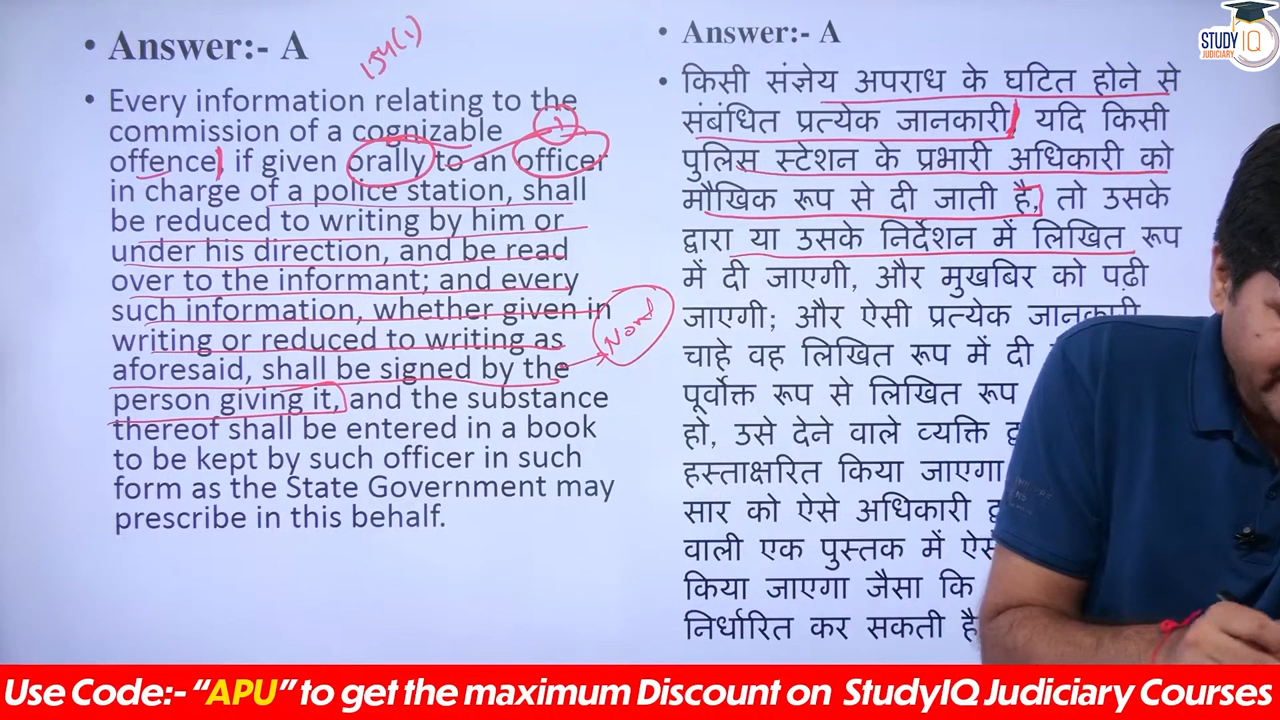 • Answer:- A
154(1)
• Every information relating to the
commission of a cognizable
offence, if given orally to an officer
in charge of a police station, shall
be reduced to writing by him or
under his direction, and be read
over to the informant; and every
such information, whether given in
writing or reduced to writing as
aforesaid, shall be signed by the
person giving it, and the substance
thereof shall be entered in a book
to be kept by such officer in such
form as the State Government may
prescribe in this behalf.
• Answer:- A
• किसी संज्ञेय अपराध के घटित होने से
संबंधित प्रत्येक जानकारी, यदि किसी
पुलिस स्टेशन के प्रभारी अधिकारी को
मौखिक रूप से दी जाती है, तो उसके
द्वारा या उसके निर्देशन में लिखित रूप
में दी जाएगी, और मुखबिर को पढ़ी
जाएगी; और ऐसी प्रत्येक जानकारी
चाहे वह लिखित रूप में दी
पूर्वोक्त रूप से लिखित रूप
हो, उसे देने वाले व्यक्ति
हस्ताक्षरित किया जाएगा
सार को ऐसे अधिकारी
वाली एक पुस्तक में
किया जाएगा जैसा कि
निर्धारित कर सकती है
STUDY IQ
JUDICIARY
Use Code:- “APU” to get the maximum Discount on StudyIQ Judiciary Courses